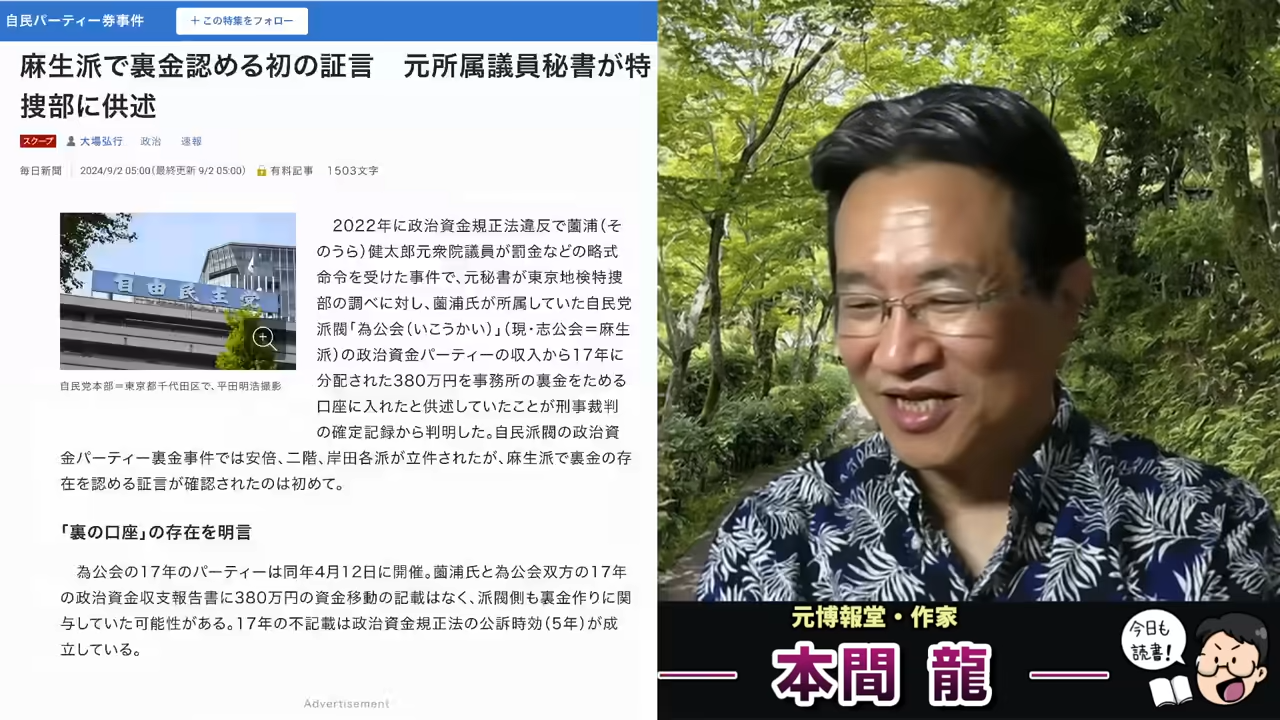 自民パーティー券事件
＋この特集をフォロー
麻生派で裏金認める初の証言　元所属議員秘書が特
捜部に供述
スクープ 大場弘行 政治 速報
毎日新聞 2024/9/2 05:00(最終更新 9/2 05:00) 有料記事 1503文字
自由民主党
自民党本部＝東京都千代田区で、平田明浩撮影
2022年に政治資金規正法違反で薗浦（そ
のうら）健太郎元衆院議員が罰金などの略式
命令を受けた事件で、元秘書が東京地検特捜
部の調べに対し、薗浦氏が所属していた自民党
派閥「為公会（いこうかい）」（現・志公会＝麻生
派）の政治資金パーティーの収入から17年に
分配された380万円を事務所の裏金をためる
口座に入れたと供述していたことが刑事裁判
の確定記録から判明した。自民派閥の政治資
金パーティー裏金事件では安倍、二階、岸田各派が立件されたが、麻生派で裏金の存
在を認める証言が確認されたのは初めて。
「裏の口座」の存在を明言
為公会の17年のパーティーは同年4月12日に開催。薗浦氏と為公会双方の17年
の政治資金収支報告書に380万円の資金移動の記載はなく、派閥側も裏金作りに関
与していた可能性がある。17年の不記載は政治資金規正法の公訴時効（5年）が成
立している。
Advertisement
元博報堂・作家
本間 龍
今日も
読書！